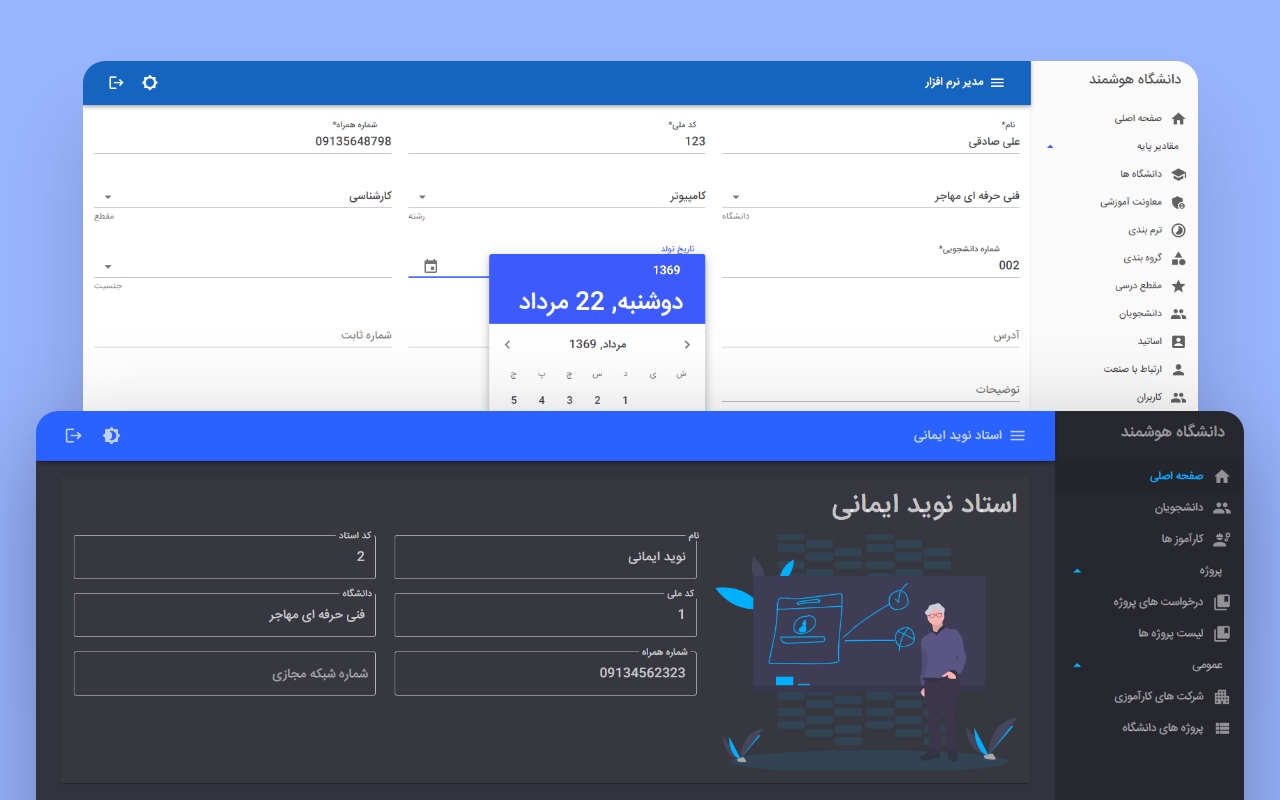 دانشگاه هوشمند
صفحه اصلی
مقادیر پایه
دانشگاه ها
معاونت آموزشی
ترم بندی
گروه بندی
مقطع درسی
دانشجویان
اساتید
ارتباط با صنعت
کاربران
مدیر نرم افزار
نام*
علی صادقی
کد ملی*
123
شماره همراه*
09135648798
فنی حرفه ای مهاجر
دانشگاه
کامپیوتر
رشته
کارشناسی
مقطع
شماره دانشجویی*
002
تاریخ تولد
جنسیت
1369
دوشنبه, 22 مرداد
مرداد, 1369
ش ی د س چ پ ج
1 2 3 4 5
آدرس
شماره ثابت
توضیحات
دانشگاه هوشمند
صفحه اصلی
دانشجویان
کارآموز ها
پروژه
درخواست های پروژه
لیست پروژه ها
عمومی
شرکت های کارآموزی
پروژه های دانشگاه
استاد نوید ایمانی
استاد نوید ایمانی
نام
نوید ایمانی
کد استاد
2
کد ملی
1
دانشگاه
فنی حرفه ای مهاجر
شماره همراه
09134562323
شماره شبکه مجازی